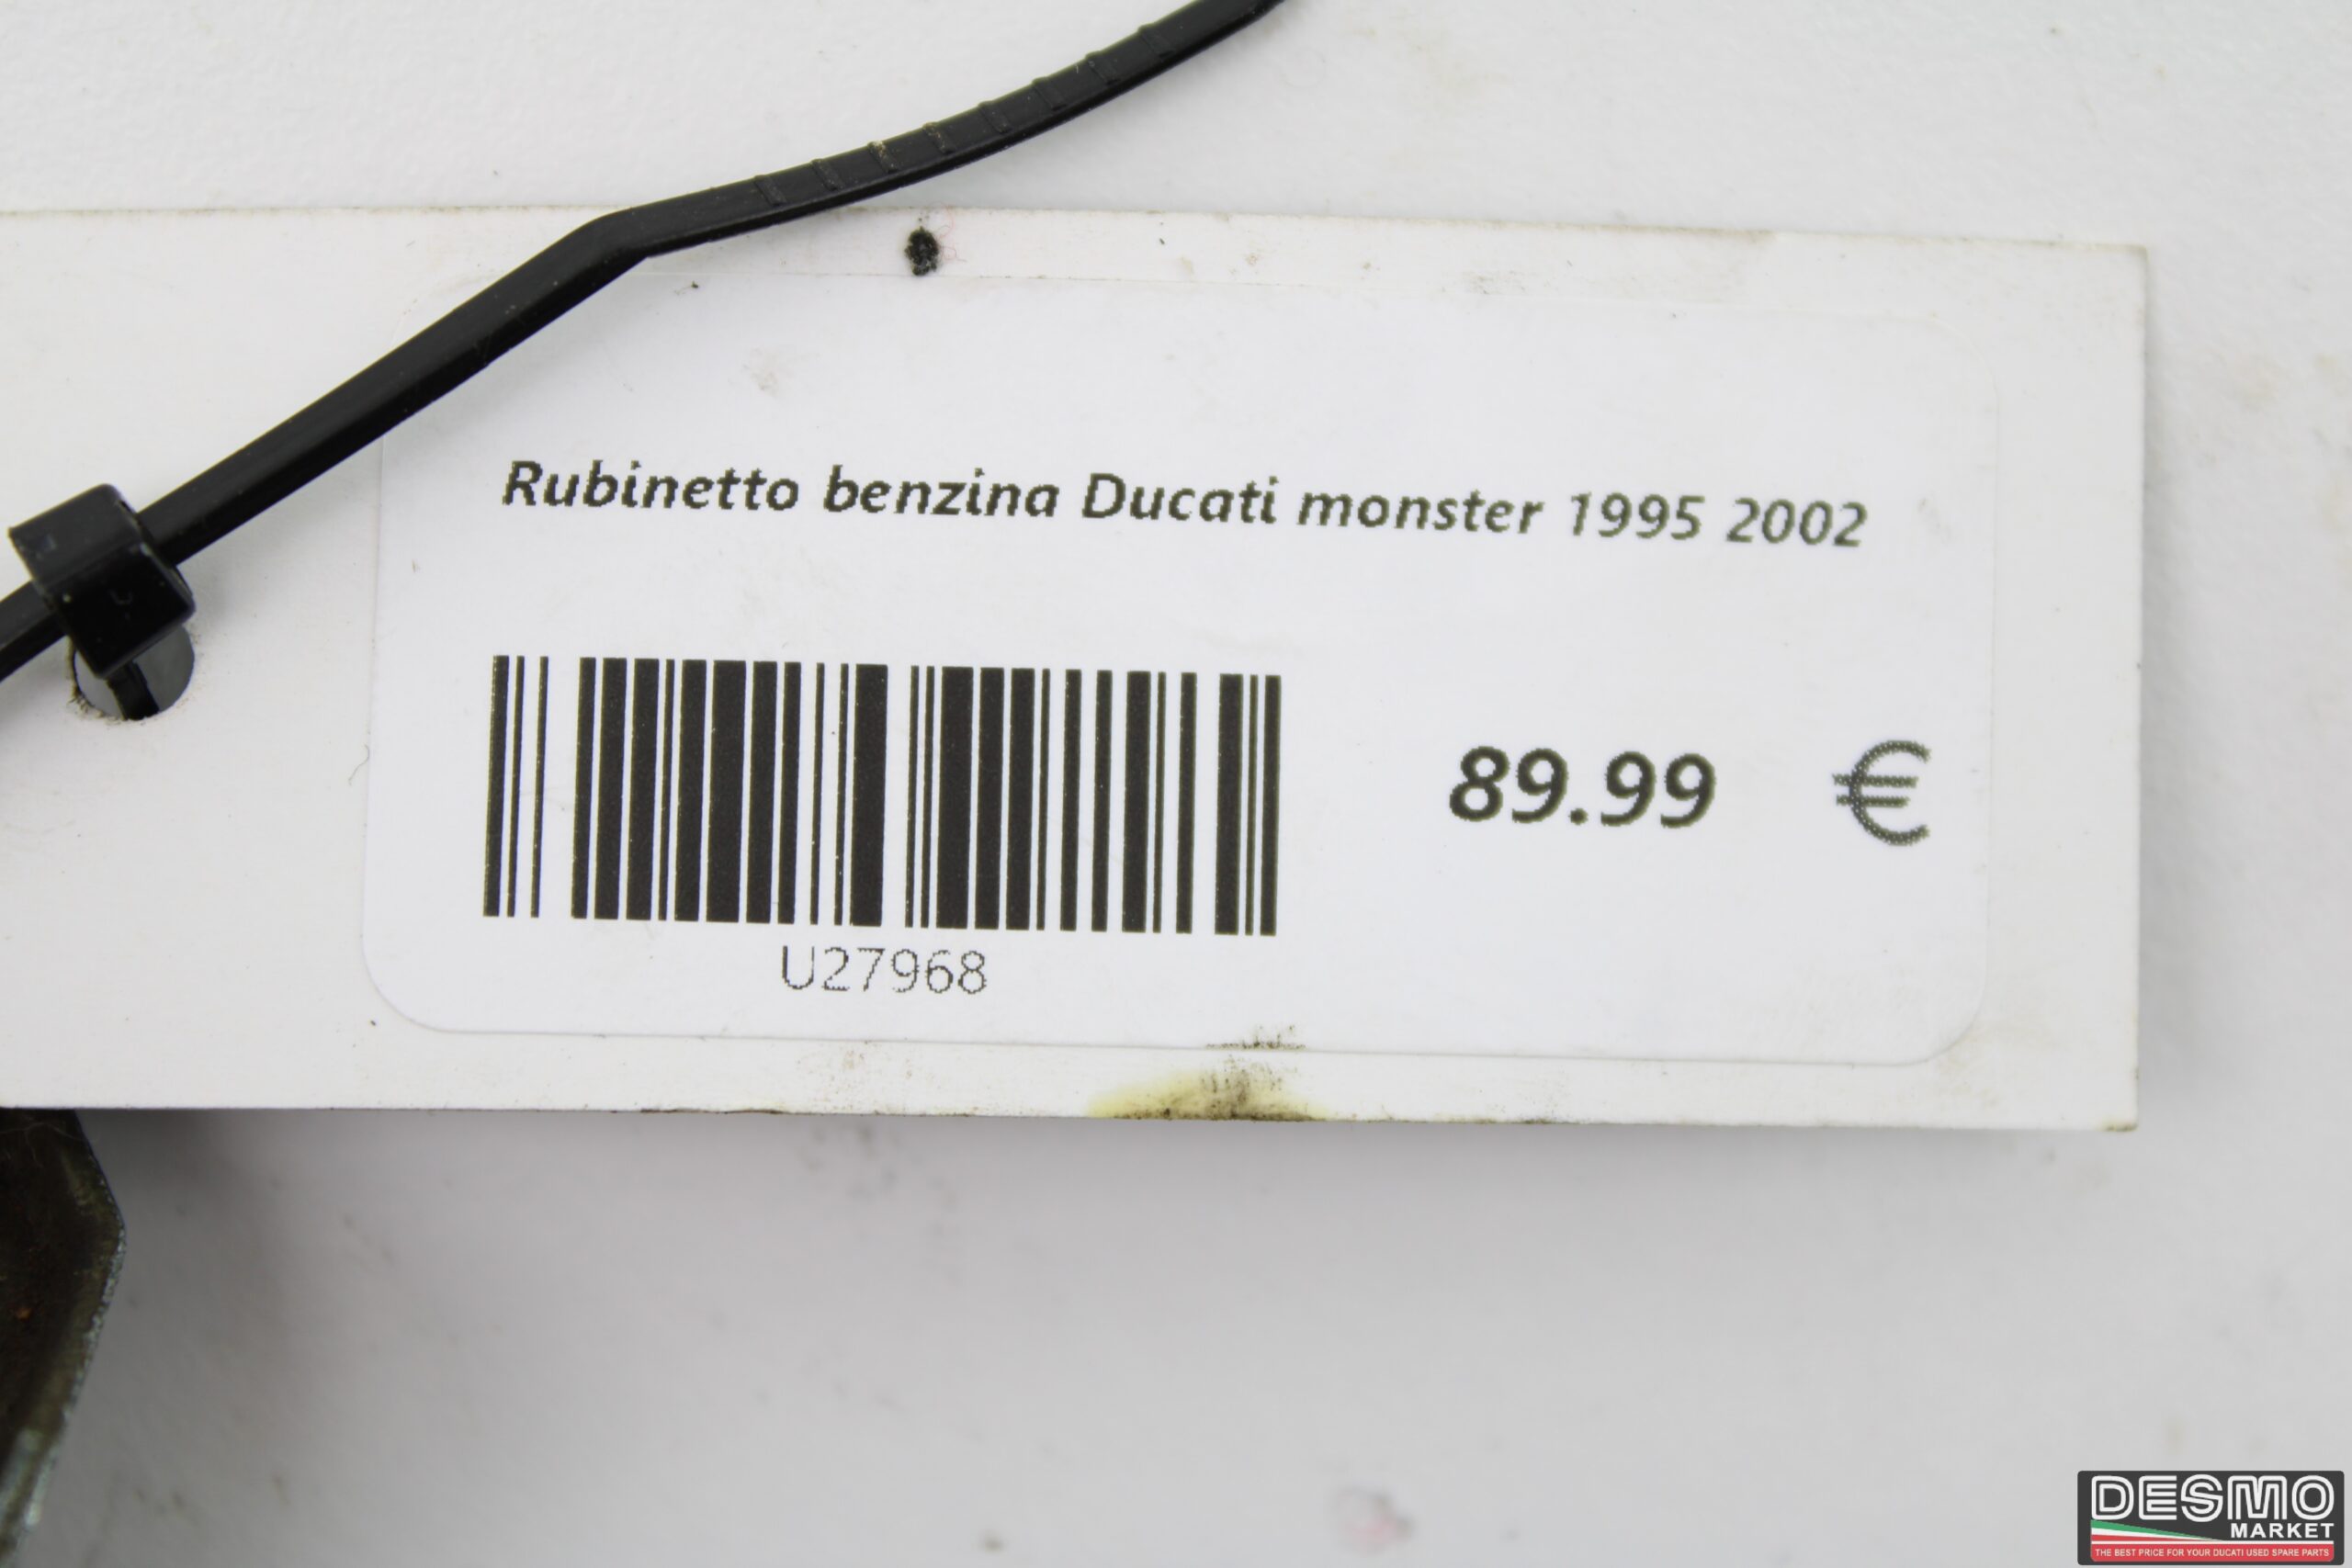 Rubinetto benzina Ducati monster 1995 2002
89.99 €
U27968
DESMO
MARKET
THE BEST PRICE FOR YOUR DUCATI USED SPARE PARTS